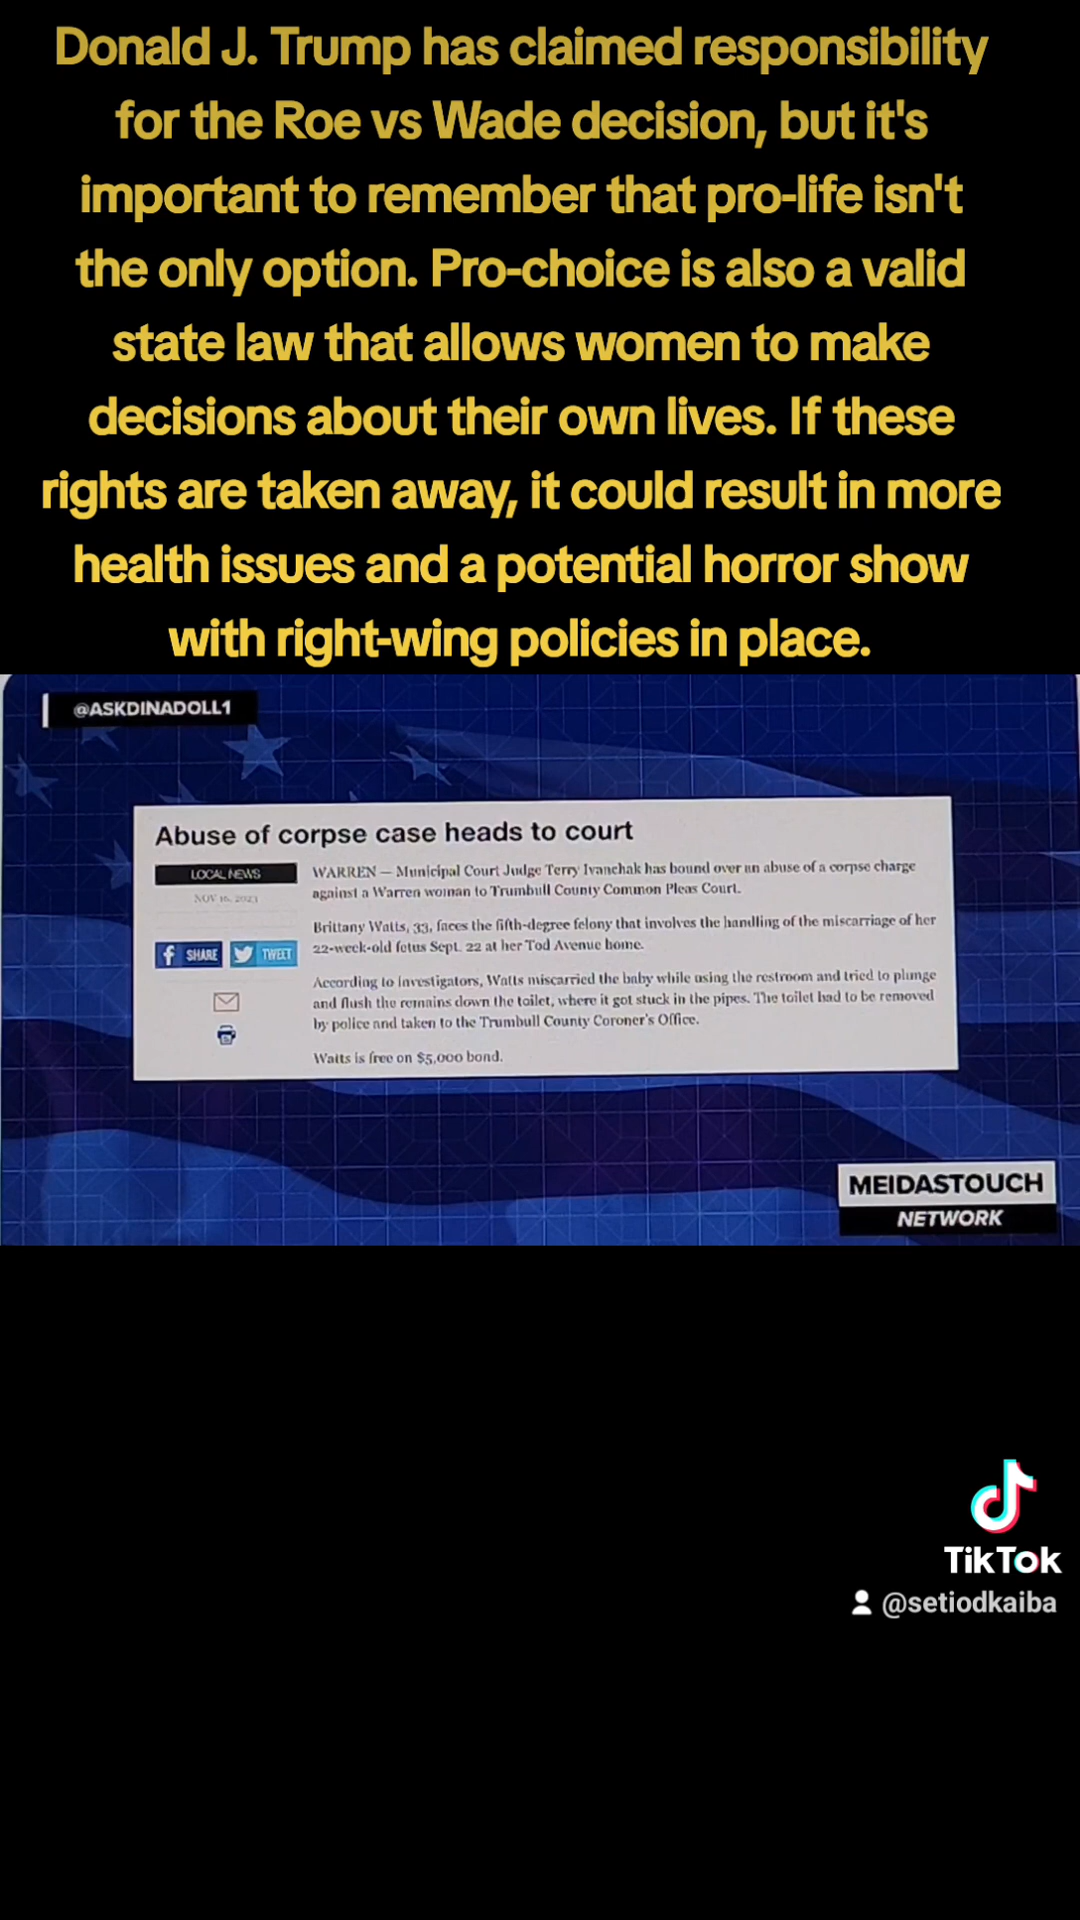 Donald J. Trump has claimed responsibility
for the Roe vs Wade decision, but it's
important to remember that pro-life isn't
the only option. Pro-choice is also a valid
state law that allows women to make
decisions about their own lives. If these
rights are taken away, it could result in more
health issues and a potential horror show
with right-wing policies in place.
@ASKDINADOLL1
Abuse of corpse case heads to court
LOCAL NEWS
NOV 16, 2023
SHARE
TWEET
WARREN — Municipal Court Judge Terry Ivanchak has bound over an abuse of a corpse charge
against a Warren woman to Trumbull County Common Pleas Court.
Brittany Watts, 33, faces the fifth-degree felony that involves the handling of the miscarriage of her
22-week-old fetus Sept. 22 at her Tod Avenue home.
According to investigators, Watts miscarried the baby while using the restroom and tried to plunge
and flush the remains down the toilet, where it got stuck in the pipes. The toilet had to be removed
by police and taken to the Trumbull County Coroner's Office.
Watts is free on $5,000 bond.
MEIDASTOUCH
NETWORK
TikTok
@setiodkaiba